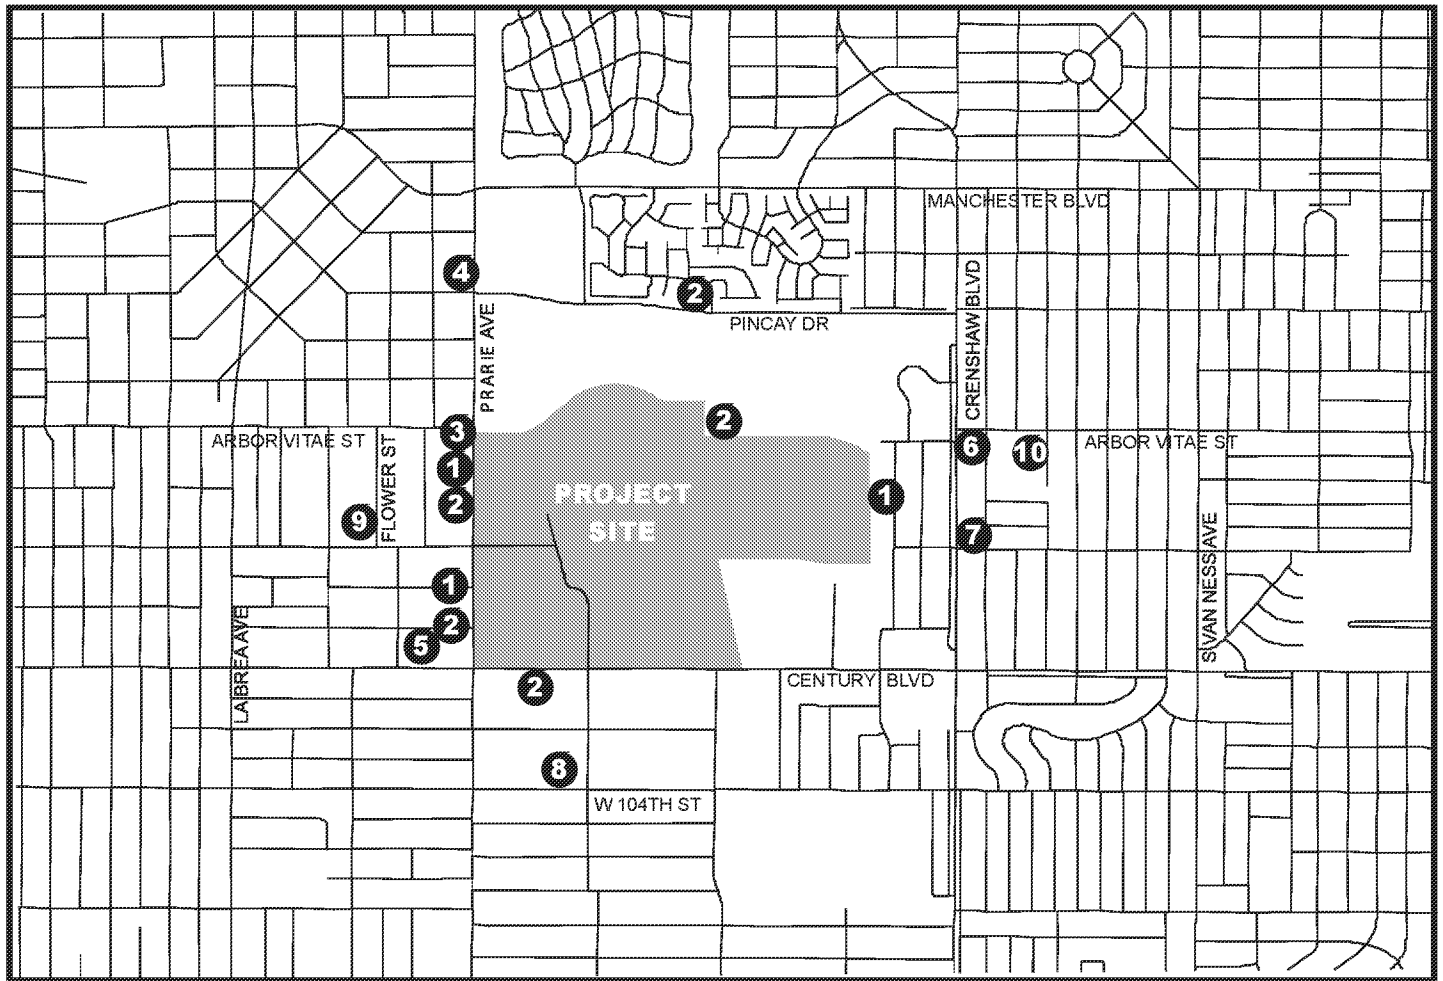 MANCHESTER BLVD
4
2
PRARIE AVE
PINCAY DR
CRENSHAW BLVD
3
2
ARBOR VITAE ST
FLOWER ST
6
10
ARBOR VITAE ST
1
PROJECT
SITE
1
2
9
7
S VAN NESS AVE
1
2
5
LA BREA AVE
2
CENTURY BLVD
8
W 104TH ST